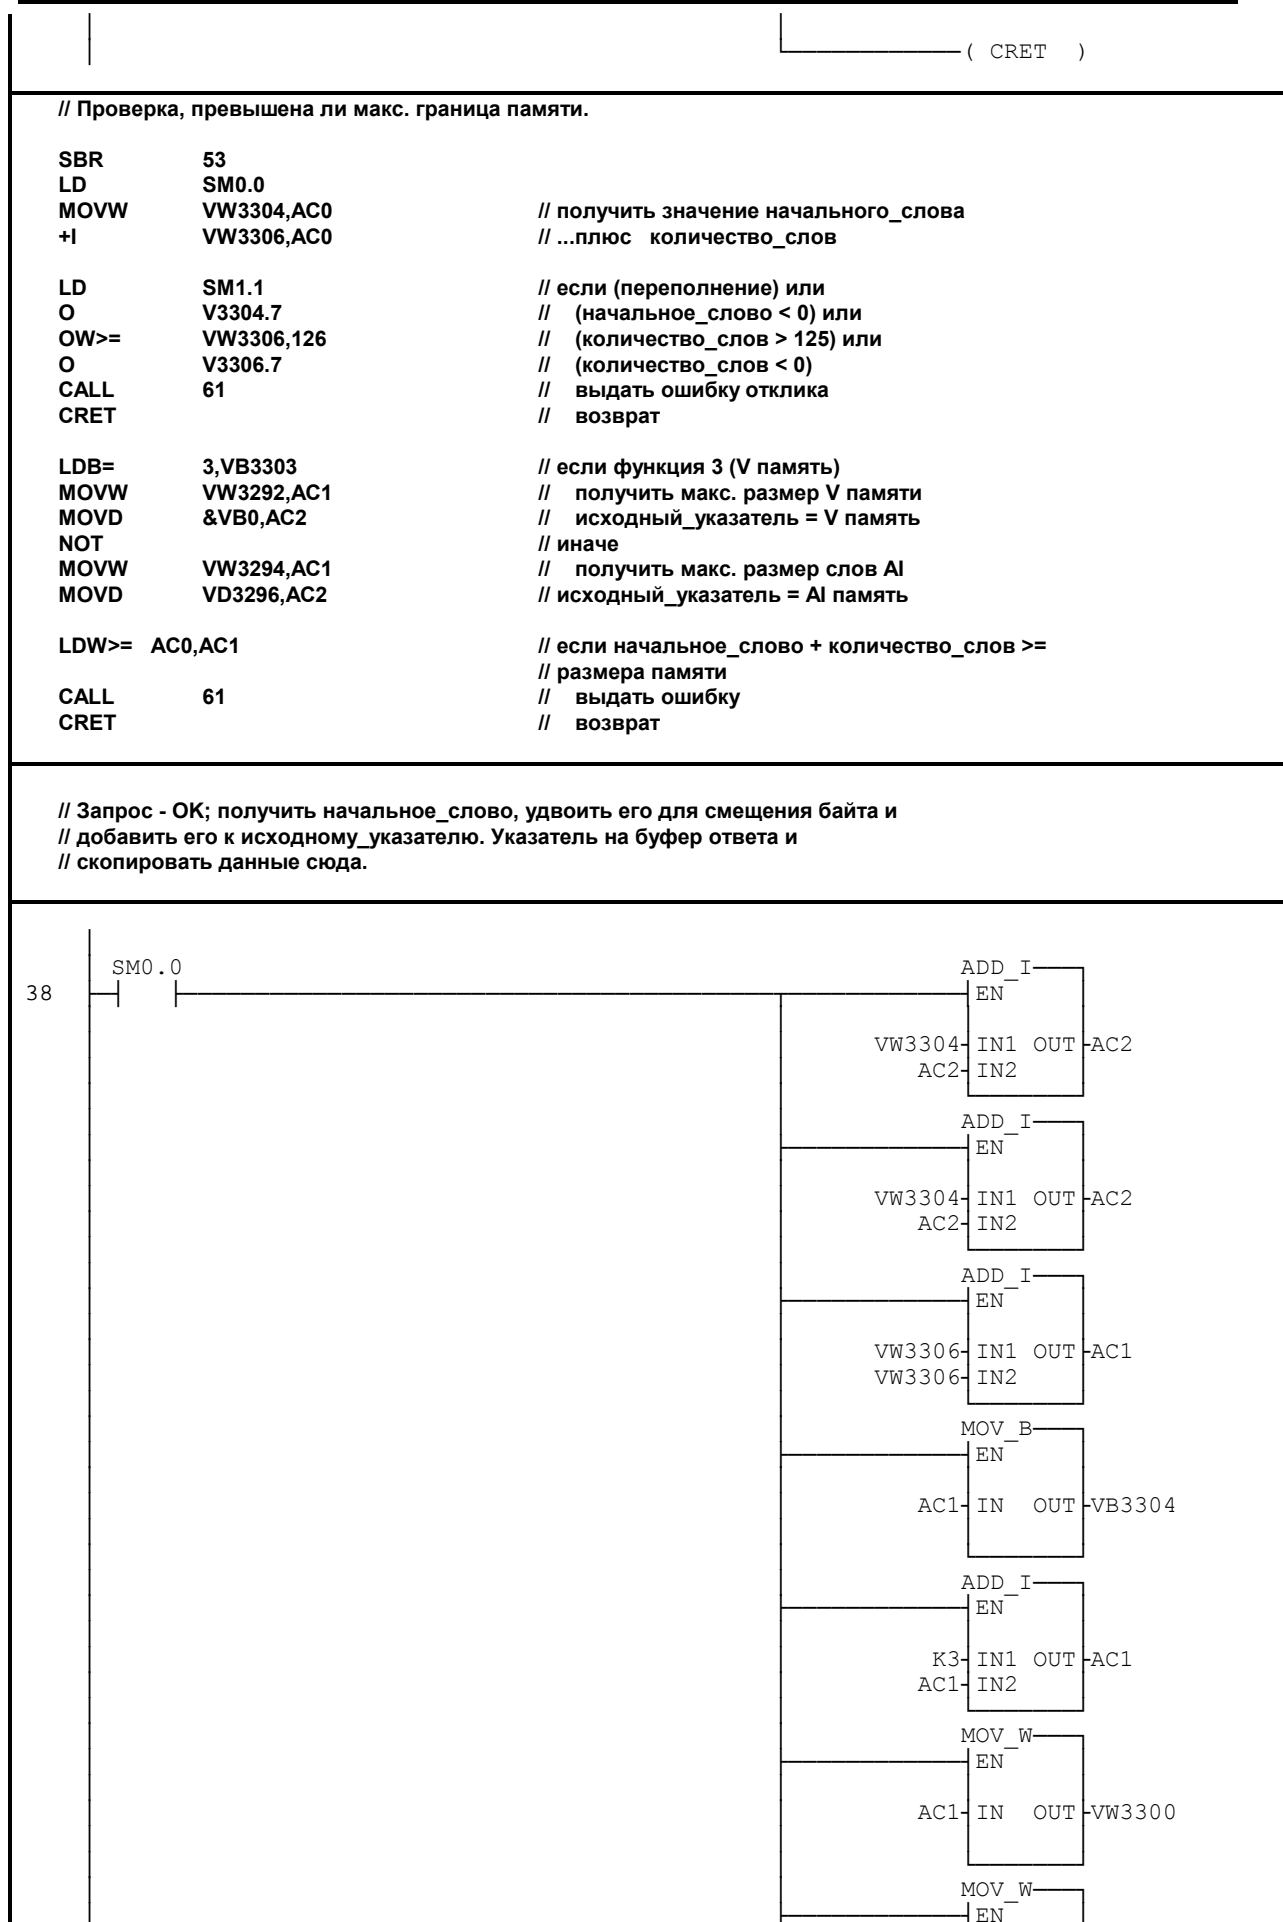 ( CRET )
// Проверка, превышена ли макс. граница памяти.
SBR 53
LD SM0.0
MOVW VW3304,AC0 // получить значение начального_слова
+I VW3306,AC0 // ...плюс количество_слов
LD SM1.1 // если (переполнение) или
O V3304.7 // (начальное_слово < 0) или
OW>= VW3306,126 // (количество_слов > 125) или
O V3306.7 // (количество_слов < 0)
CALL 61 // выдать ошибку отклика
CRET // возврат
LDB= 3,VB3303 // если функция 3 (V память)
MOVW VW3292,AC1 // получить макс. размер V памяти
MOVD &VB0,AC2 // исходный_указатель = V память
NOT // иначе
MOVW VW3294,AC1 // получить макс. размер слов AI
MOVD VD3296,AC2 // исходный_указатель = AI память
LDW>= AC0,AC1 // если начальное_слово + количество_слов >=
// размера памяти
CALL 61 // выдать ошибку
CRET // возврат
// Запрос - OK; получить начальное_слово, удвоить его для смещения байта и
// добавить его к исходному_указателю. Указатель на буфер ответа и
// скопировать данные сюда.
SM0.0 ADD_I
38 EN
VW3304 IN1 OUT AC2
AC2 IN2
ADD_I
EN
VW3304 IN1 OUT AC2
AC2 IN2
ADD_I
EN
VW3306 IN1 OUT AC1
VW3306 IN2
MOV_B
EN
AC1 IN OUT VB3304
ADD_I
EN
K3 IN1 OUT AC1
AC1 IN2
MOV_W
EN
AC1 IN OUT VW3300
MOV_W
EN